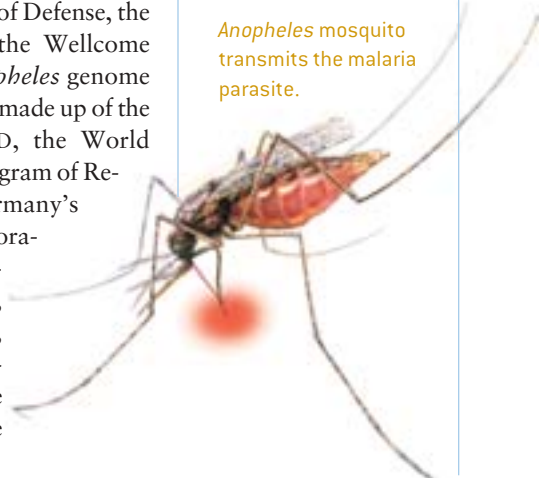 of Defense, the
the Wellcome
pheles genome
made up of the
D, the World
gram of Re-
rmany's
ora-
Anopheles mosquito
transmits the malaria
parasite.